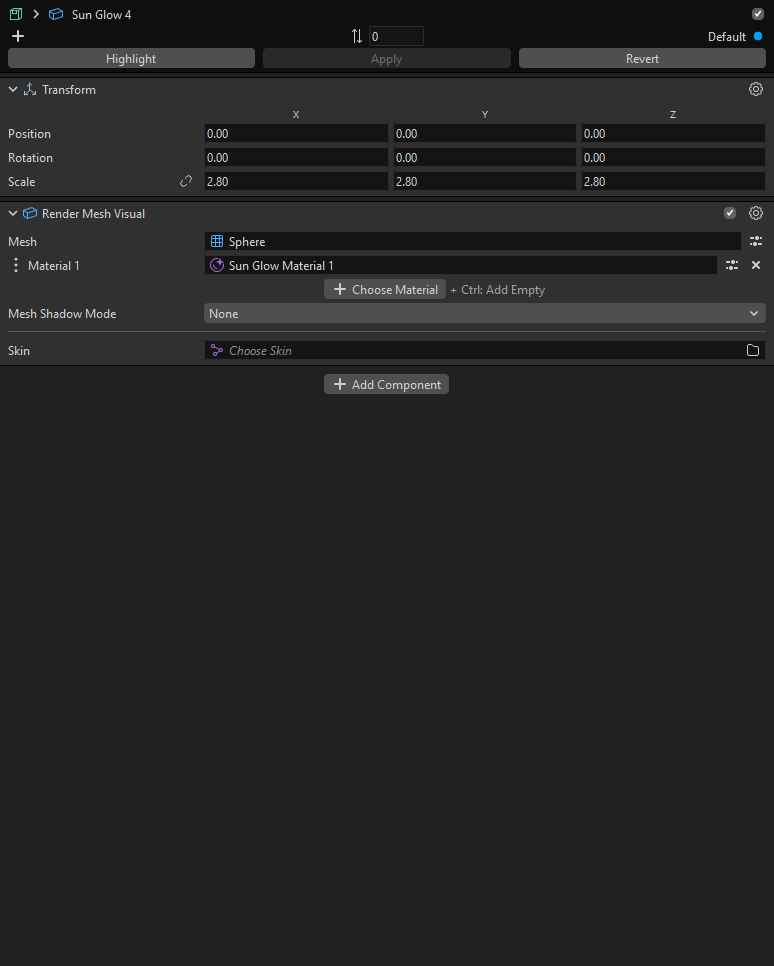 Sun Glow 4
0 Default
Highlight Apply Revert
Transform
X Y Z
Position 0.00 0.00 0.00
Rotation 0.00 0.00 0.00
Scale 2.80 2.80 2.80
Render Mesh Visual
Mesh Sphere
Material 1 Sun Glow Material 1
Choose Material + Ctrl: Add Empty
Mesh Shadow Mode None
Skin Choose Skin
Add Component